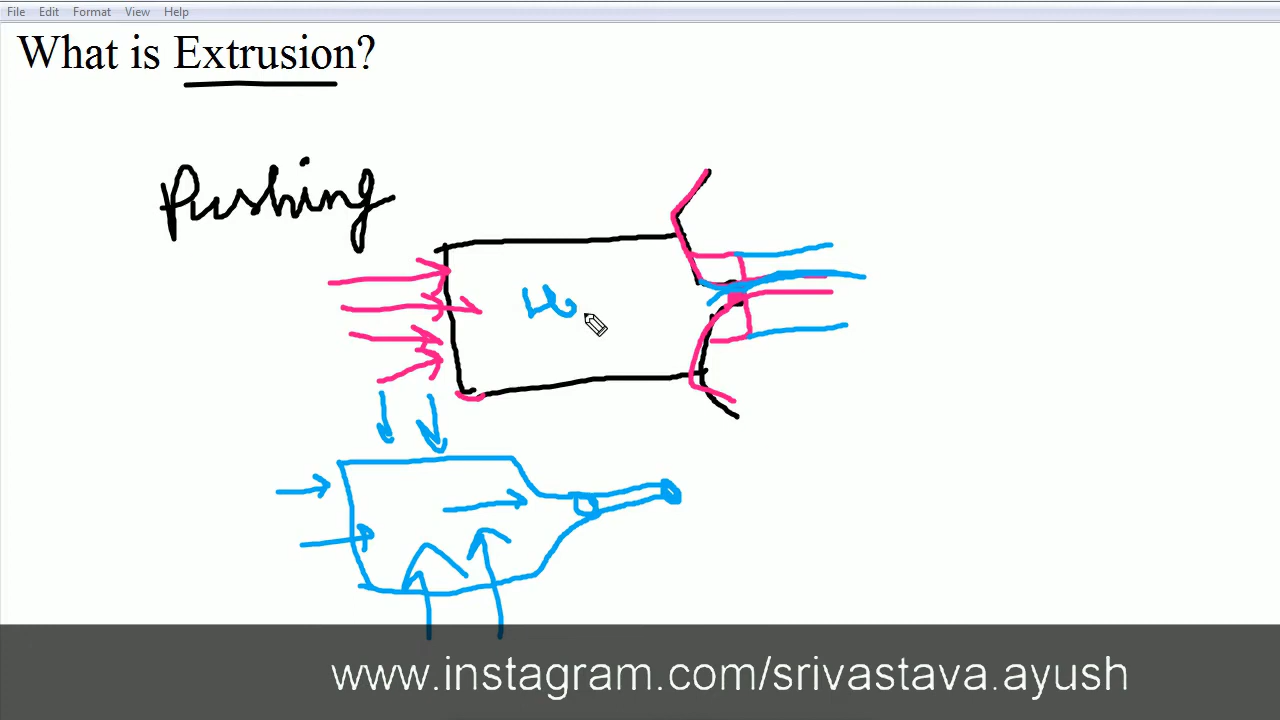 File Edit Format View Help
What is Extrusion?
Pushing
www.instagram.com/srivastava.ayush